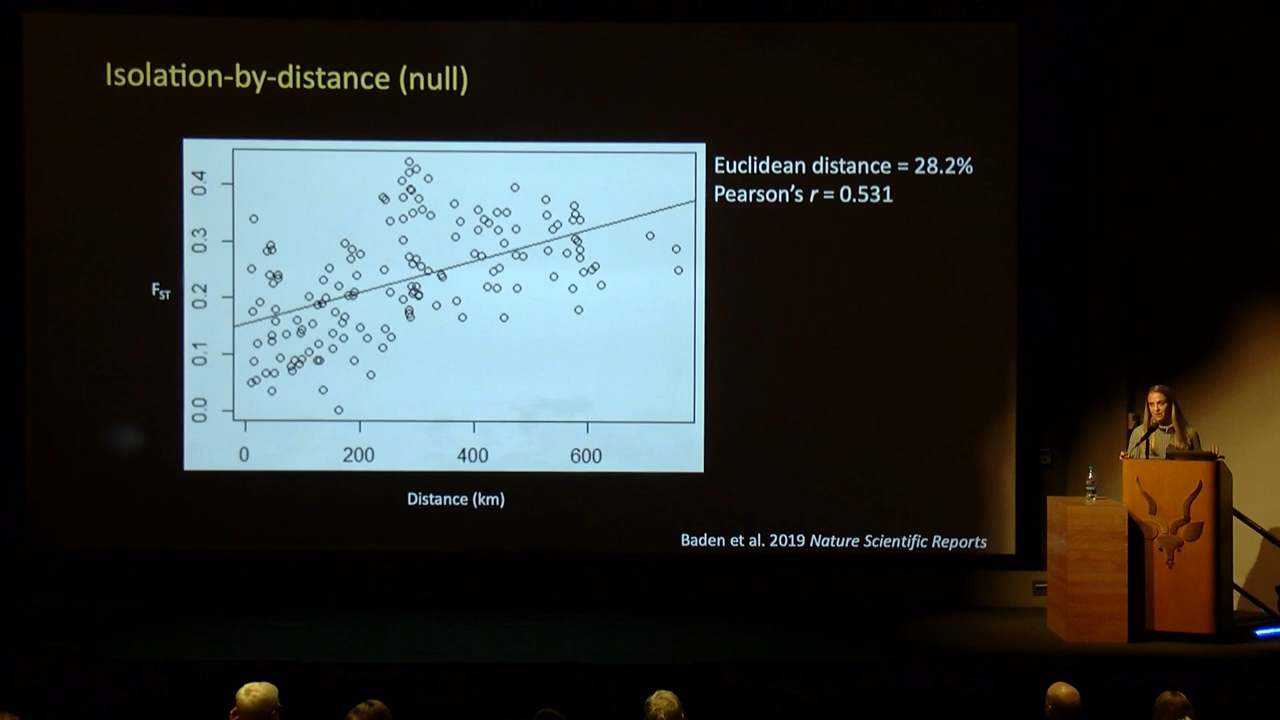 Isolation-by-distance (null)
Euclidean distance = 28.2%
Pearson's r = 0.531
0.4
0.3
0.2
0.1
0.0
FST
0 200 400 600
Distance (km)
Baden et al. 2019 Nature Scientific Reports